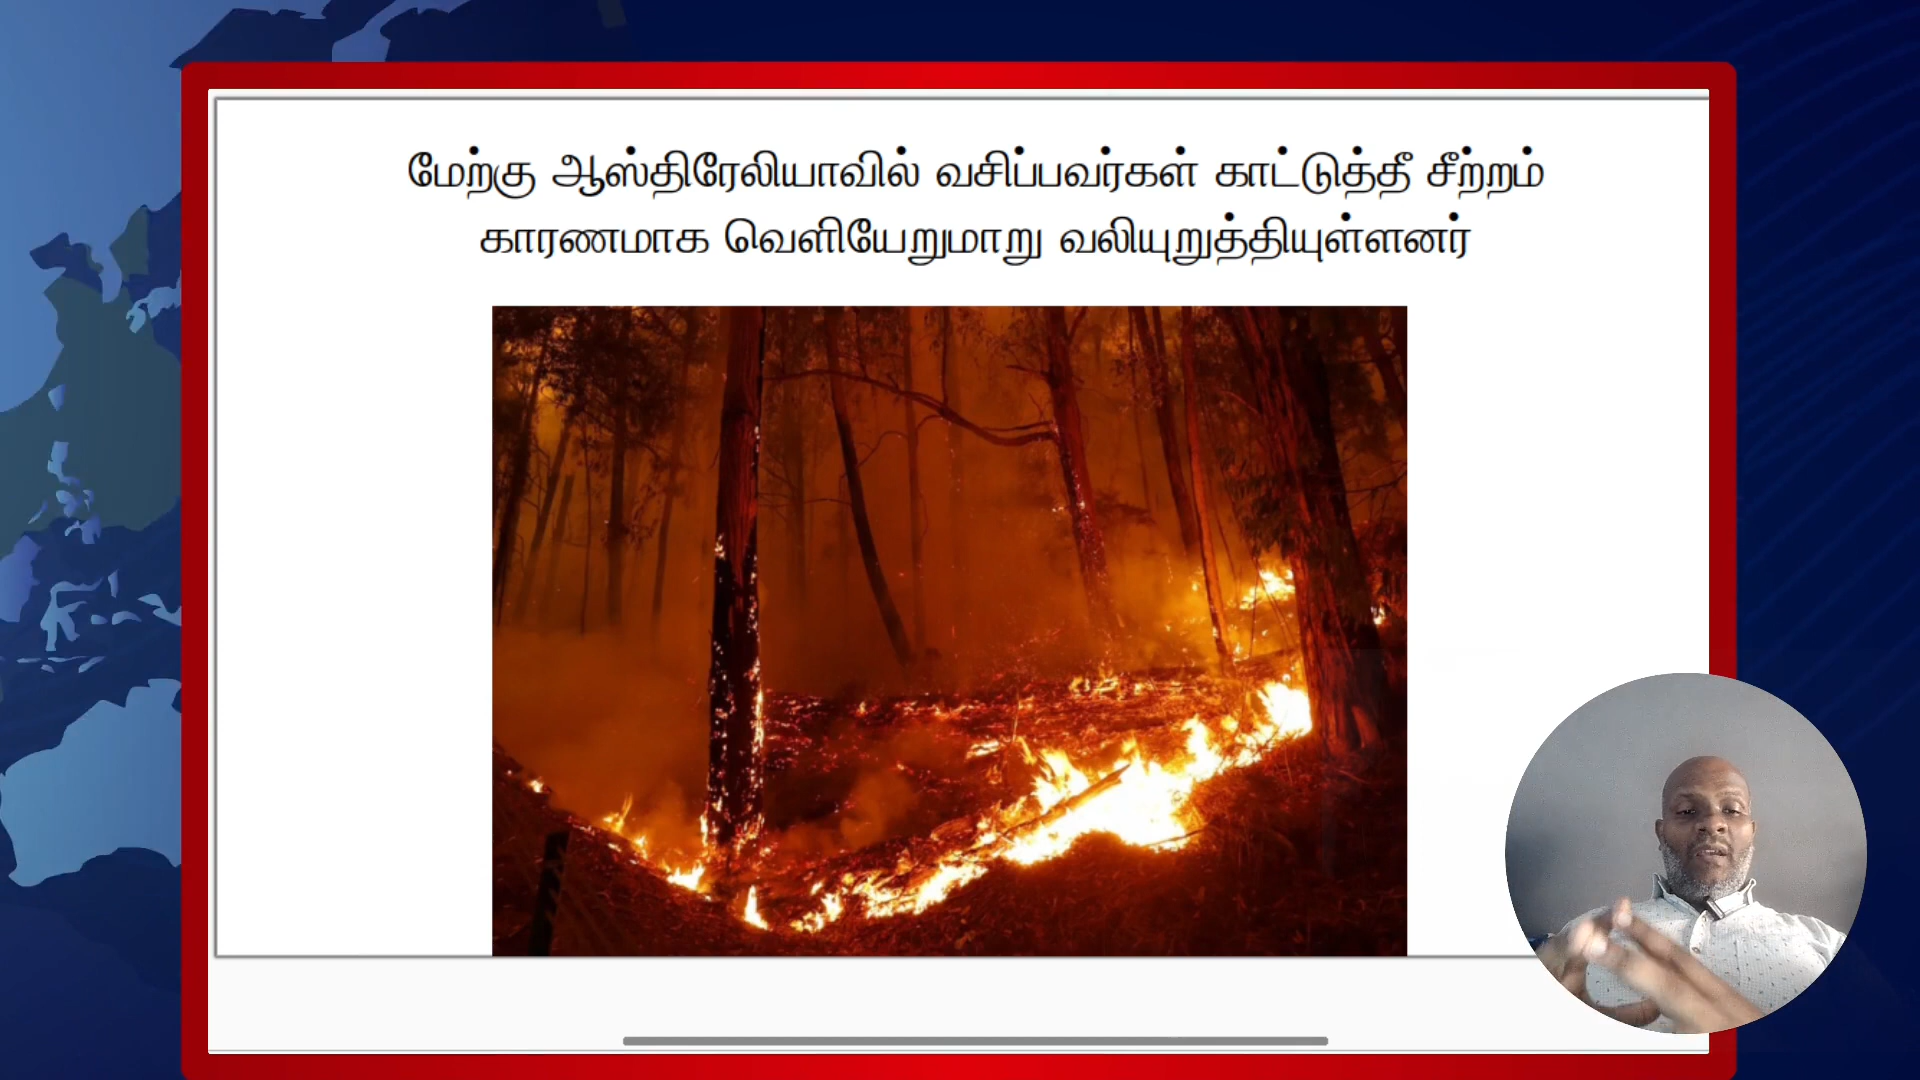 மேற்கு ஆஸ்திரேலியாவில் வசிப்பவர்கள் காட்டுத்தீ சீற்றம்
காரணமாக வெளியேறுமாறு வலியுறுத்தியுள்ளனர்